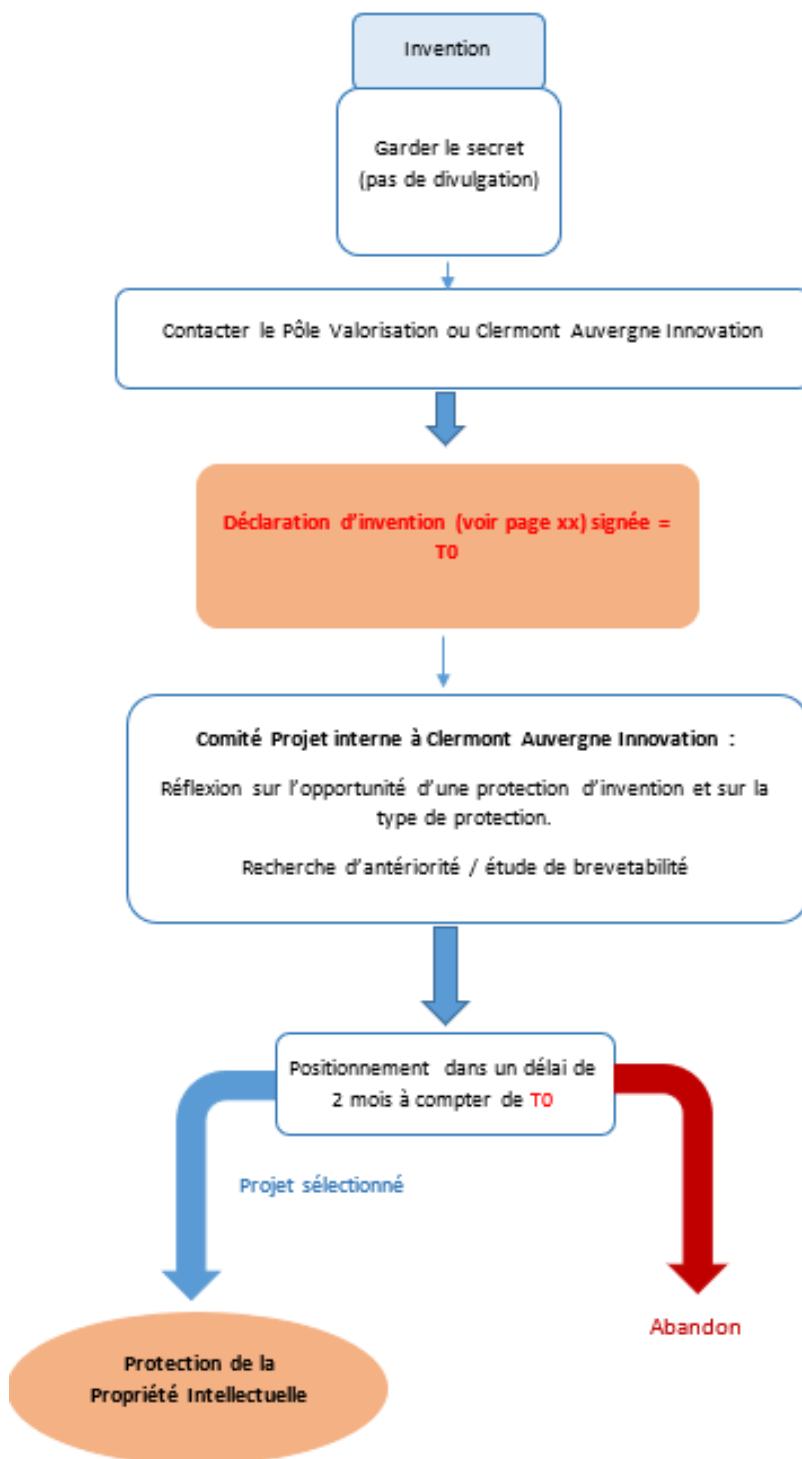 Invention
Garder le secret
(pas de divulgation)
Contacter le Pôle Valorisation ou Clermont Auvergne Innovation
Déclaration d'invention (voir page xx) signée =
T0
Comité Projet interne à Clermont Auvergne Innovation :
Réflexion sur l'opportunité d'une protection d'invention et sur la
type de protection.
Recherche d'antériorité / étude de brevetabilité
Positionnement dans un délai de
2 mois à compter de T0
Projet sélectionné
Abandon
Protection de la
Propriété Intellectuelle